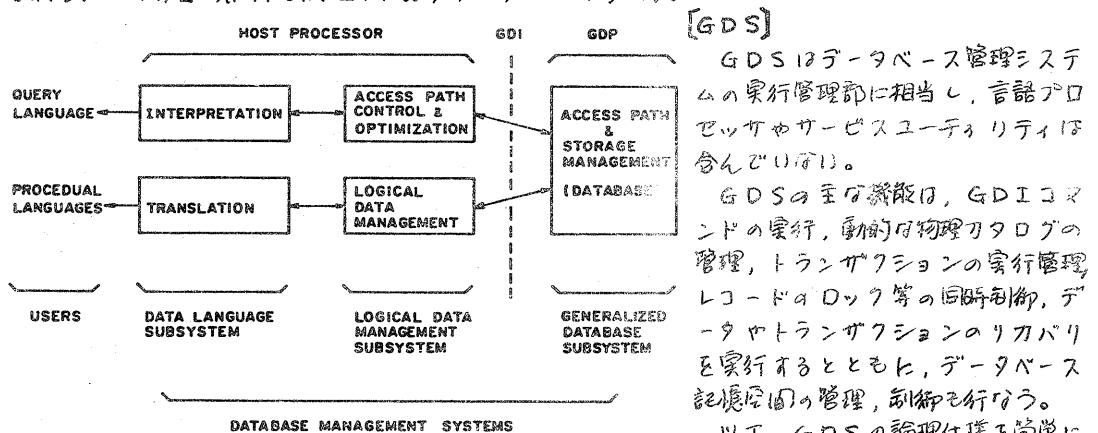 HOST PROCESSOR
GDI
GDP
QUERY
LANGUAGE
INTERPRETATION
ACCESS PATH
CONTROL &
OPTIMIZATION
ACCESS PATH
&
STORAGE
MANAGEMENT
(DATABASE
PROCEDUAL
LANGUAGES
TRANSLATION
LOGICAL
DATA
MANAGEMENT
USERS
DATA LANGUAGE
SUBSYSTEM
LOGICAL DATA
MANAGEMENT
SUBSYSTEM
GENERALIZED
DATABASE
SUBSYSTEM
DATABASE MANAGEMENT SYSTEMS
[GDS]
GDSはデータベース管理システ
ムの実行管理部に相当し,言語プロ
セッサやサービスユーティリティは
含んでいない。
GDSの主な機能は,GDIコマ
ンドの実行,動的な物理カタログの
管理,トランザクションの実行管理,
レコードのロック等の同時制御,デ
ータやトランザクションのリカバリ
を実行するとともに,データベース
記憶空間の管理,制御も行なう。